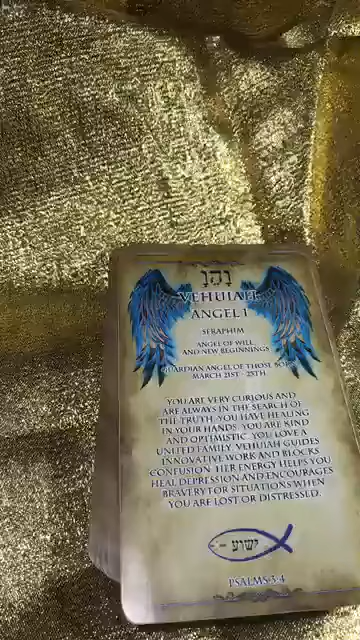 והו
VEHUIAH
ANGEL 1
SERAPHIM
ANGEL OF WILL,
AND NEW BEGINNINGS
GUARDIAN ANGEL OF THOSE BORN
MARCH 21ST - 25TH
YOU ARE VERY CURIOUS AND
ARE ALWAYS IN THE SEARCH OF
THE TRUTH. YOU HAVE HEALING
IN YOUR HANDS. YOU ARE KIND
AND OPTIMISTIC. YOU LOVE A
UNITED FAMILY. VEHUIAH GUIDES
INNOVATIVE WORK AND BLOCKS
CONFUSION. HER ENERGY HELPS YOU
HEAL DEPRESSION AND ENCOURAGES
BRAVERY FOR SITUATIONS WHEN
YOU ARE LOST OR DISTRESSED.
ישוע
PSALMS 3:4